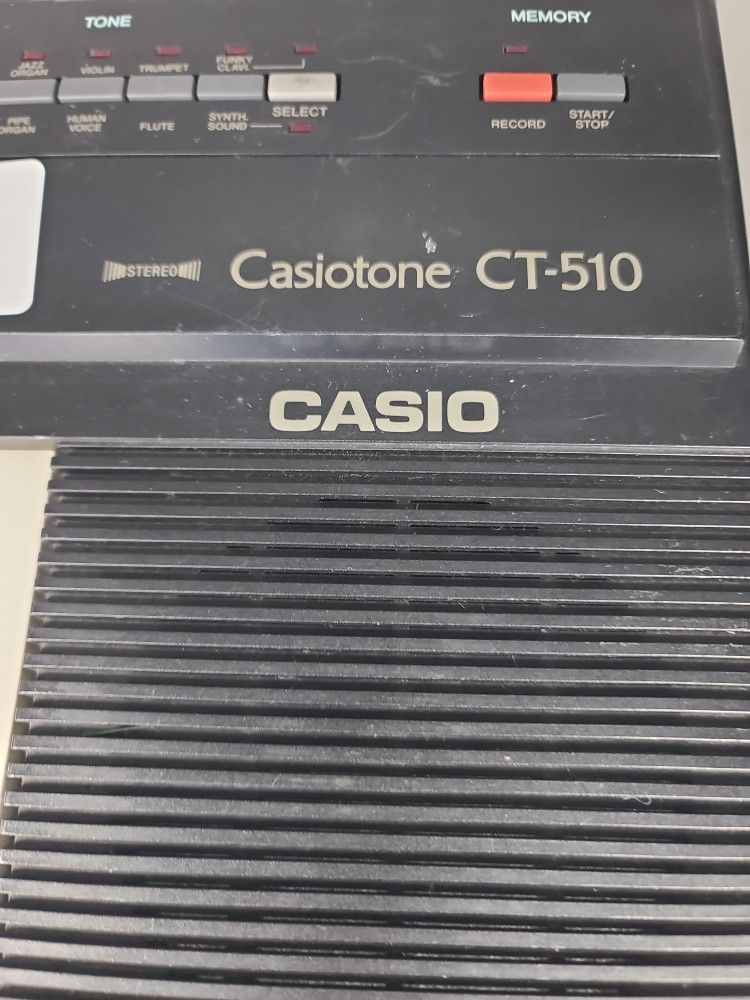 TONE
MEMORY
JAZZ ORGAN
VIOLIN
TRUMPET
FUNKY CLAVI.
SELECT
PIPE ORGAN
HUMAN VOICE
FLUTE
SYNTH. SOUND
RECORD
START/ STOP
STEREO
Casiotone CT-510
CASIO